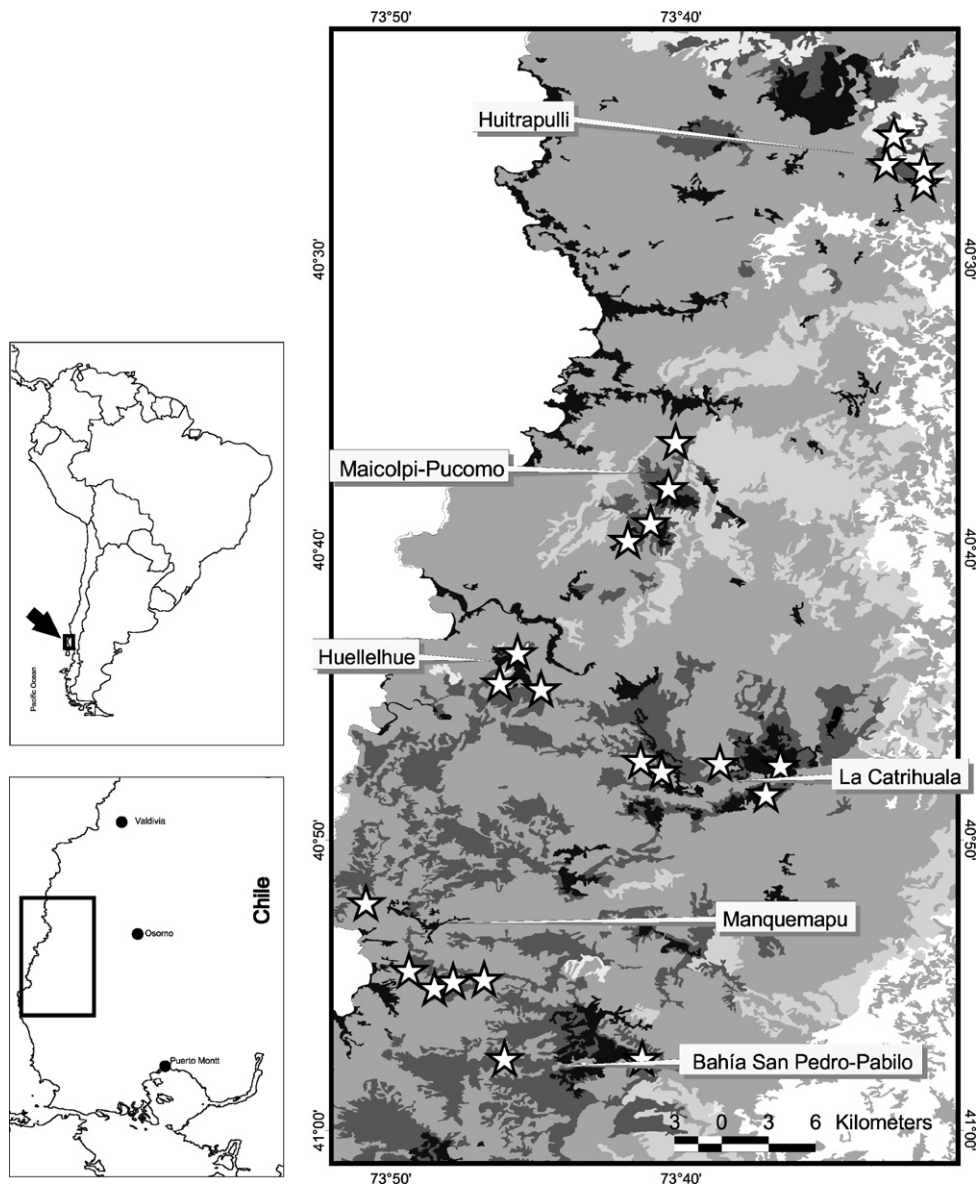 73°50' 73°40'
Huitrapulli
40°30' 40°30'
Maicolpi-Pucomo
40°40' 40°40'
Huellelhue
La Catrihuala
40°50' 40°50'
Manquemapu
Bahía San Pedro-Pabilo
3 0 3 6 Kilometers
41°00' 41°00'
73°50' 73°40'
Pacific Ocean
Valdivia
Chile
Osorno
Puerto Montt